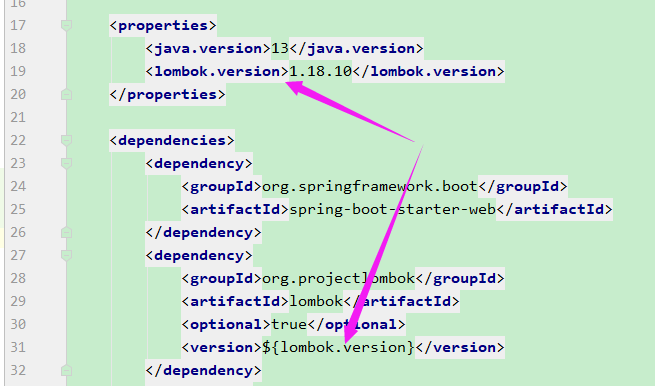 16
17 <properties>
18 <java.version>13</java.version>
19 <lombok.version>1.18.10</lombok.version>
20 </properties>
21
22 <dependencies>
23 <dependency>
24 <groupId>org.springframework.boot</groupId>
25 <artifactId>spring-boot-starter-web</artifactId>
26 </dependency>
27 <dependency>
28 <groupId>org.projectlombok</groupId>
29 <artifactId>lombok</artifactId>
30 <optional>true</optional>
31 <version>${lombok.version}</version>
32 </dependency>